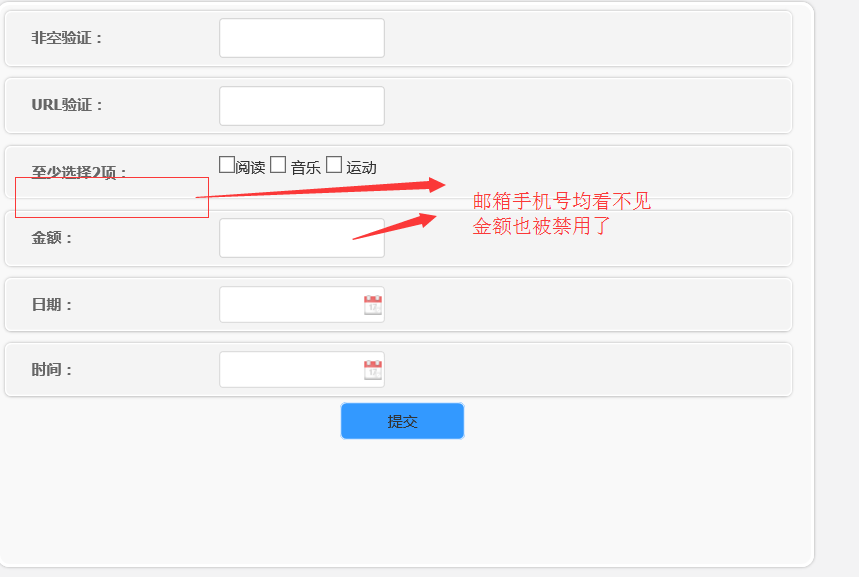 非空验证：
URL验证：
至少选择2项：
阅读 音乐 运动
邮箱手机号均看不见
金额也被禁用了
金额：
日期：
时间：
提交